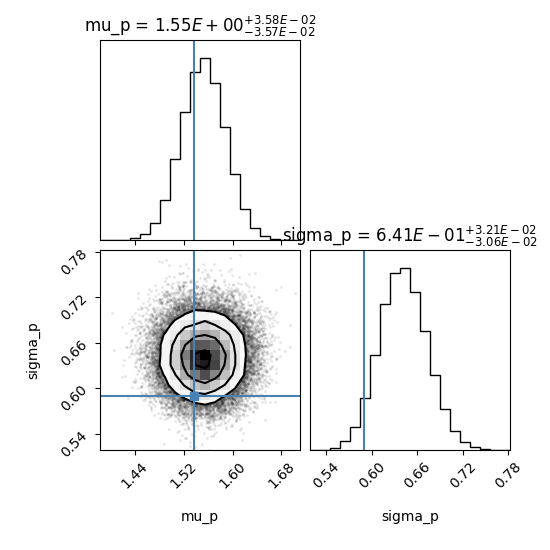 mu_p = 1.55E + 00+3.58E − 02 −3.57E − 02
sigma_p = 6.41E − 01+3.21E − 02 −3.06E − 02
0.78
0.72
0.66
0.60
0.54
sigma_p
1.44 1.52 1.60 1.68
0.54 0.60 0.66 0.72 0.78
mu_p
sigma_p